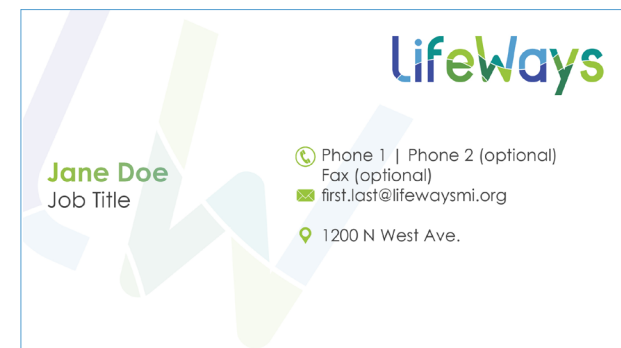 LifeWays
Jane Doe
Job Title
Phone 1 | Phone 2 (optional)
Fax (optional)
first.last@lifewaysmi.org
1200 N West Ave.